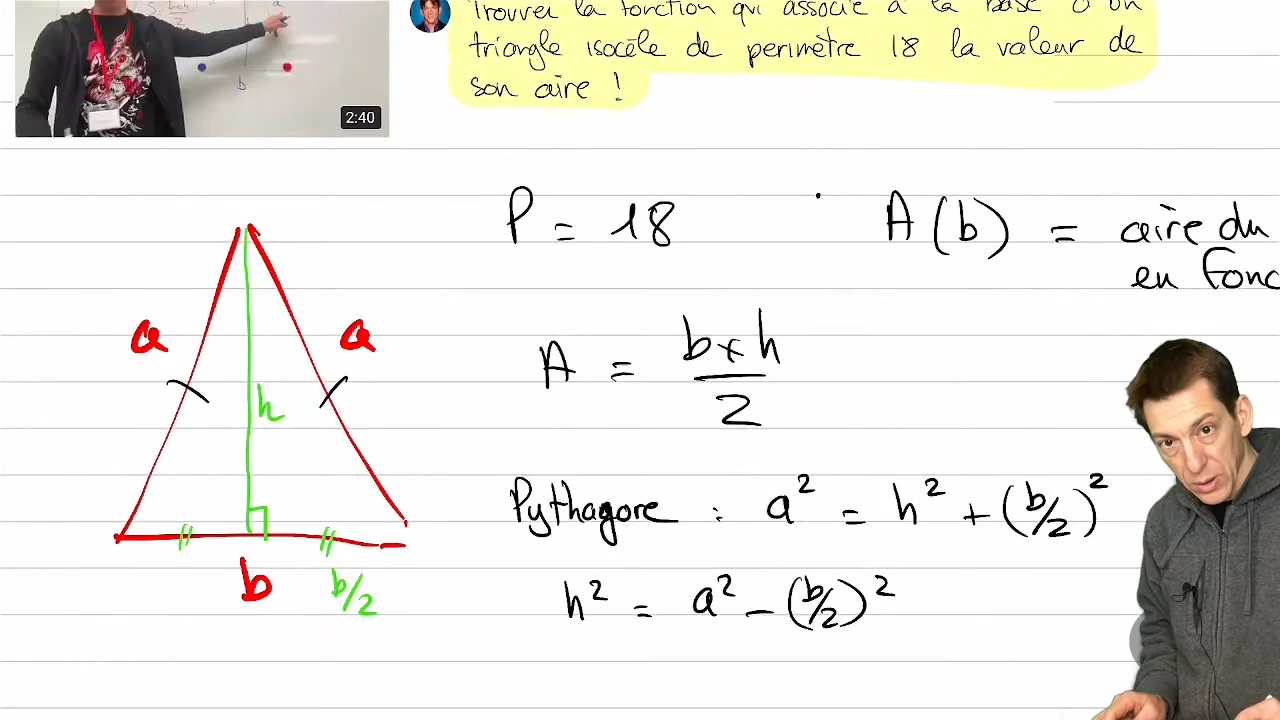 Trouver la fonction qui associe à la base d'un
triangle isocèle de périmètre 18 la valeur de
son aire !
2:40
b
P = 18
A(b) = aire du
en Fonc
a
a
h
A = b×h
2
Pythagore : a² = h² + (b/2)²
b
b/2
h² = a² - (b/2)²